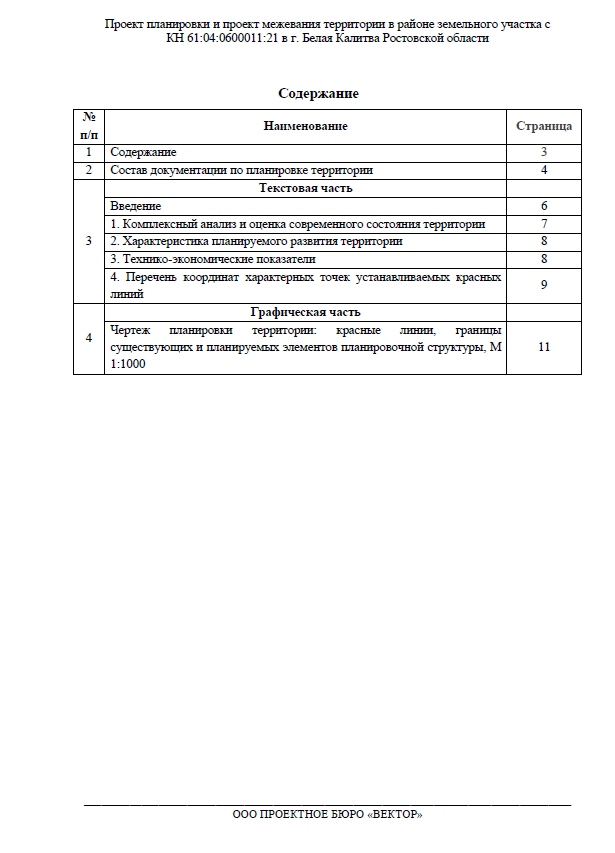 Проект планировки и проект межевания территории в районе земельного участка с
КН 61:04:0600011:21 в г. Белая Калитва Ростовской области
Содержание
№
п/п
Наименование
Страница
1
Содержание
3
2
Состав документации по планировке территории
4
3
Текстовая часть
Введение
6
1. Комплексный анализ и оценка современного состояния территории
7
2. Характеристика планируемого развития территории
8
3. Технико-экономические показатели
8
4. Перечень координат характерных точек устанавливаемых красных
линий
9
4
Графическая часть
Чертеж планировки территории: красные линии, границы
существующих и планируемых элементов планировочной структуры, М
1:1000
11
ООО ПРОЕКТНОЕ БЮРО «ВЕКТОР»